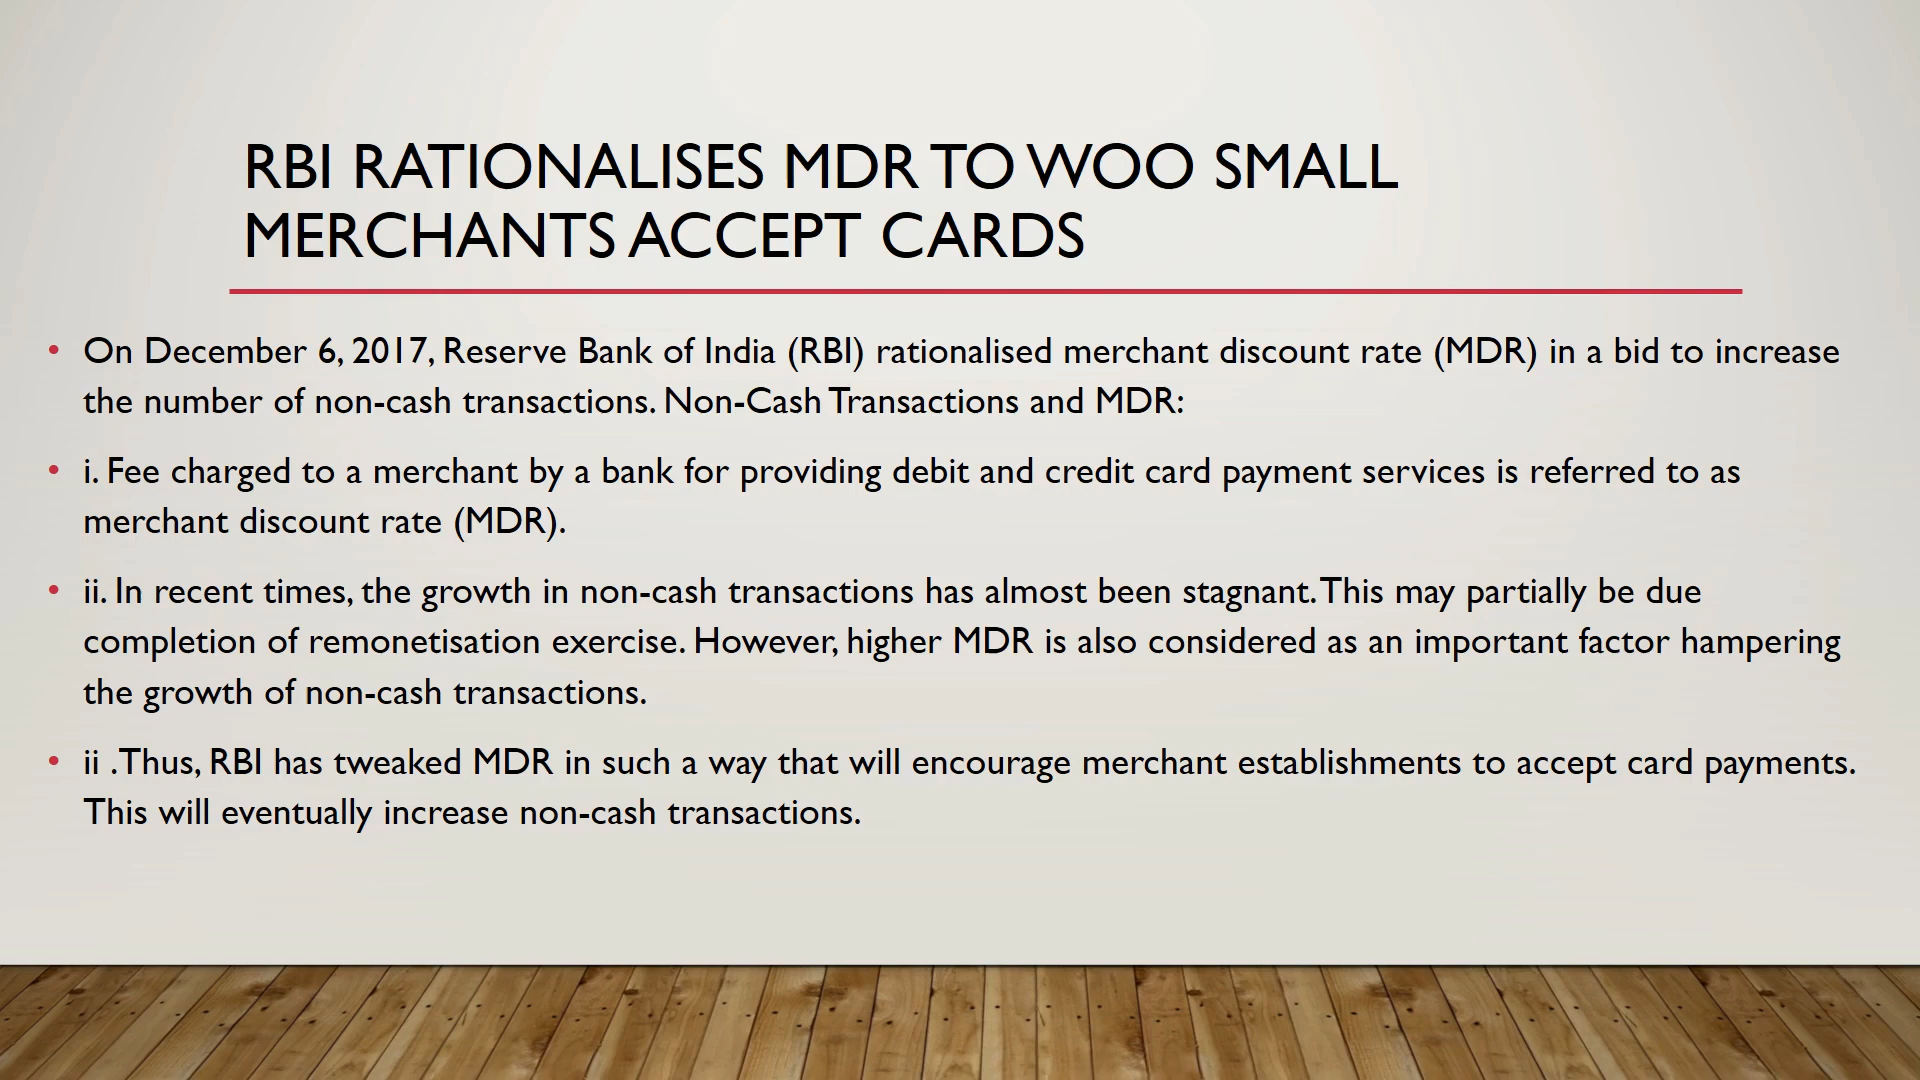 RBI RATIONALISES MDR TO WOO SMALL
MERCHANTS ACCEPT CARDS
• On December 6, 2017, Reserve Bank of India (RBI) rationalised merchant discount rate (MDR) in a bid to increase
the number of non-cash transactions. Non-Cash Transactions and MDR:
• i. Fee charged to a merchant by a bank for providing debit and credit card payment services is referred to as
merchant discount rate (MDR).
• ii. In recent times, the growth in non-cash transactions has almost been stagnant. This may partially be due
completion of remonetisation exercise. However, higher MDR is also considered as an important factor hampering
the growth of non-cash transactions.
• ii .Thus, RBI has tweaked MDR in such a way that will encourage merchant establishments to accept card payments.
This will eventually increase non-cash transactions.